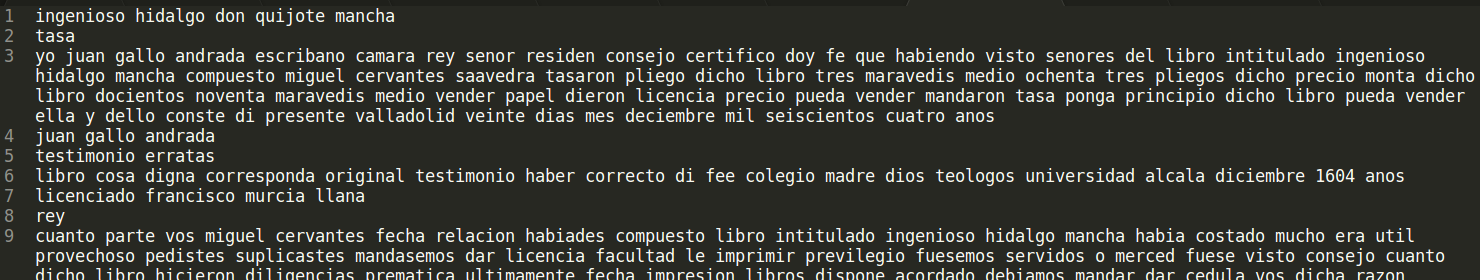 1 ingenioso hidalgo don quijote mancha
2 tasa
3 yo juan gallo andrada escribano camara rey senor residen consejo certifico doy fe que habiendo visto senores del libro intitulado ingenioso
hidalgo mancha compuesto miguel cervantes saavedra tasaron pliego dicho libro tres maravedis medio ochenta tres pliegos dicho precio monta dicho
libro docientos noventa maravedis medio vender papel dieron licencia precio pueda vender mandaron tasa ponga principio dicho libro pueda vender
ella y dello conste di presente valladolid veinte dias mes deciembre mil seiscientos cuatro anos
4 juan gallo andrada
5 testimonio erratas
6 libro cosa digna corresponda original testimonio haber correcto di fee colegio madre dios teologos universidad alcala diciembre 1604 anos
7 licenciado francisco murcia llana
8 rey
9 cuanto parte vos miguel cervantes fecha relacion habiades compuesto libro intitulado ingenioso hidalgo mancha habia costado mucho era util
provechoso pedistes suplicastes mandasemos dar licencia facultad le imprimir previlegio fuesemos servidos o merced fuese visto consejo cuanto
dicho libro hicieron diligencias prematica ultimamente fecha impresion libros dispone acordado debiamos mandar dar cedula vos dicha razon